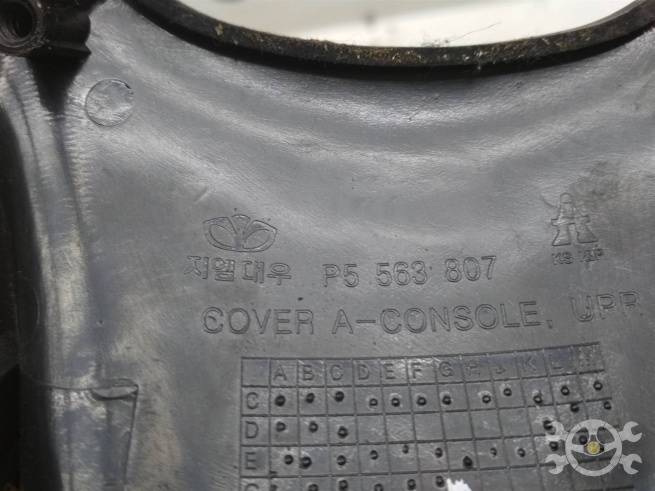 지엠대우 P5 563 807
COVER A-CONSOLE, UPR
A B C D E F G H J K L
C
D
E